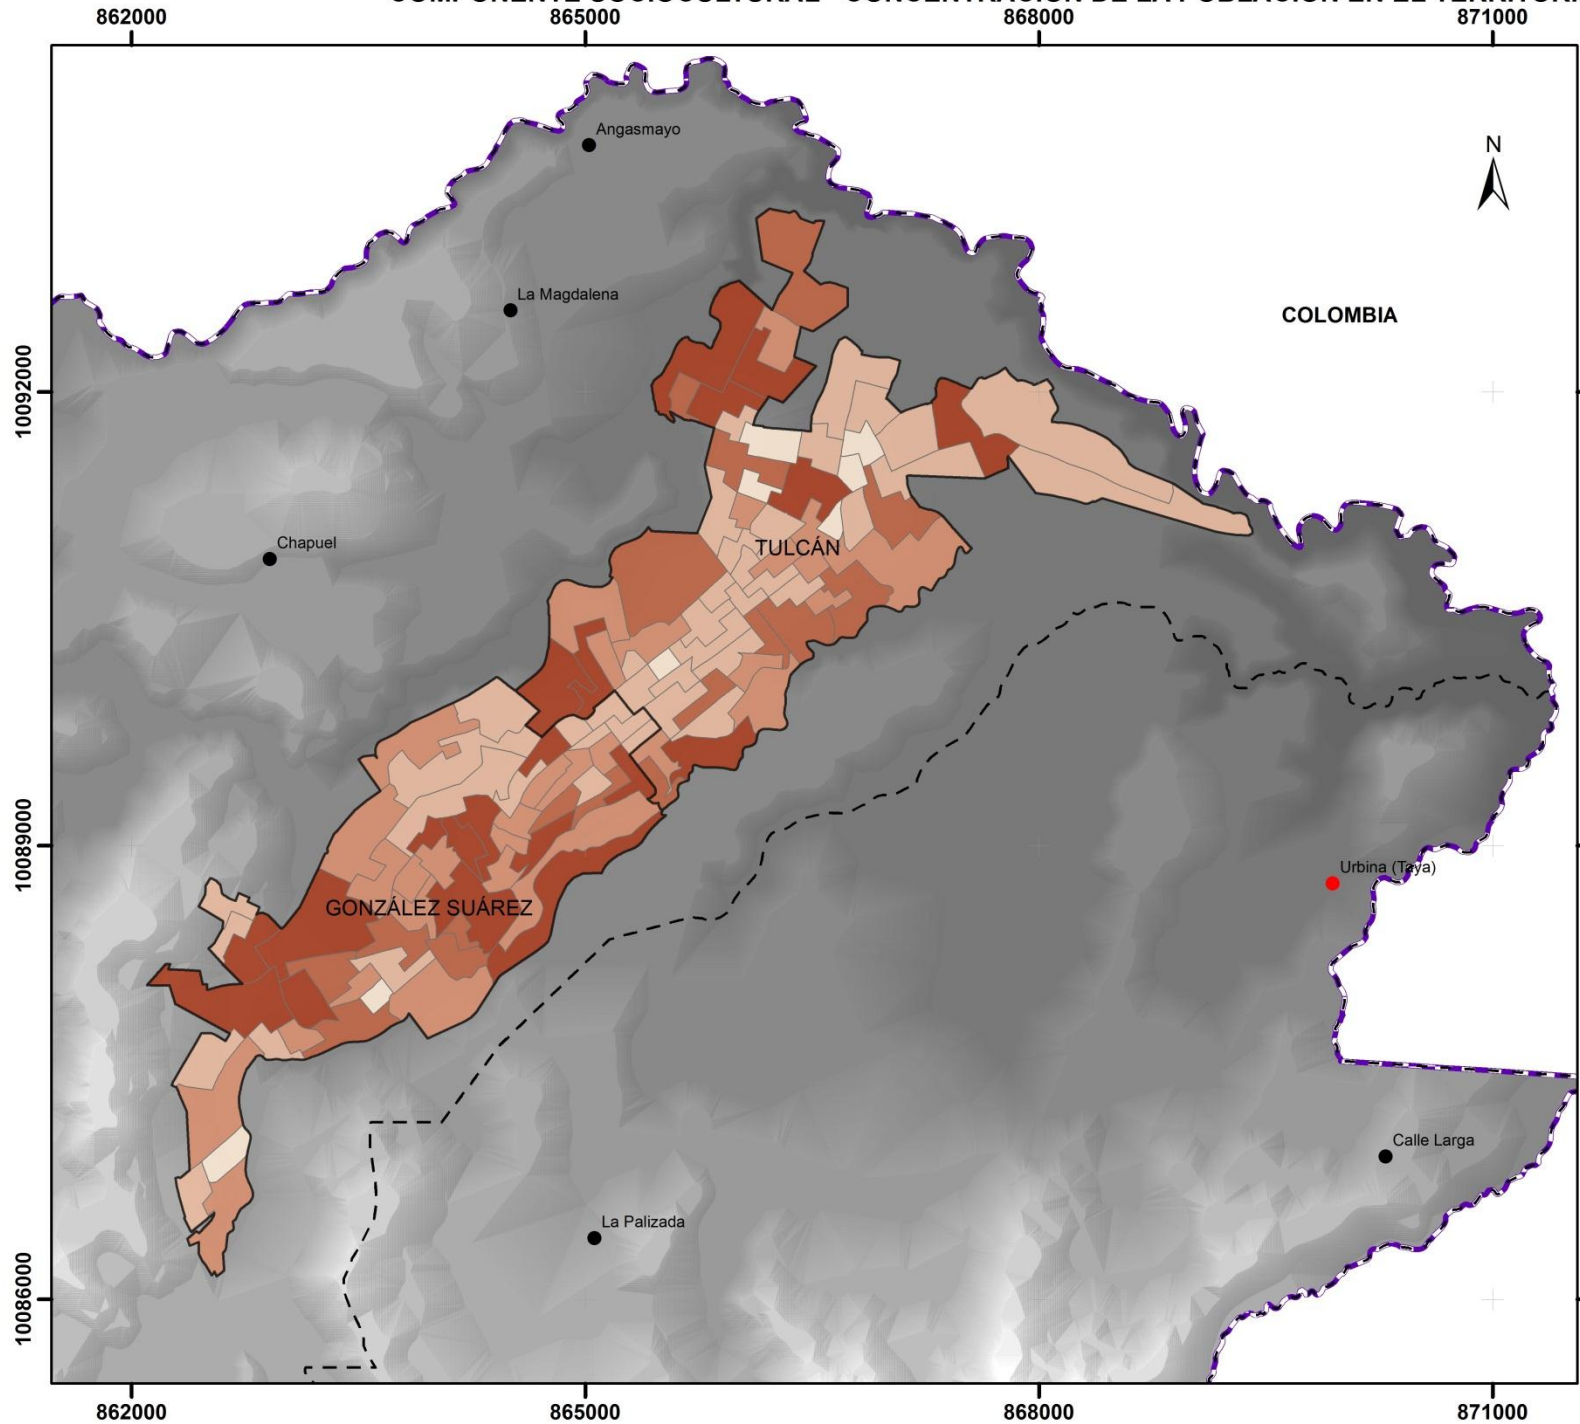 COMPONENTE SOCIOCULTURAL - CONCENTRACIÓN DE LA POBLACIÓN EN EL
862000 865000 868000 871000
Angasmayo
N
La Magdalena
COLOMBIA
10092000
Chapuel
TULCÁN
10089000
Urbina (Taya)
GONZÁLEZ SUÁREZ
Calle Larga
La Palizada
10086000
862000 865000 868000 871000